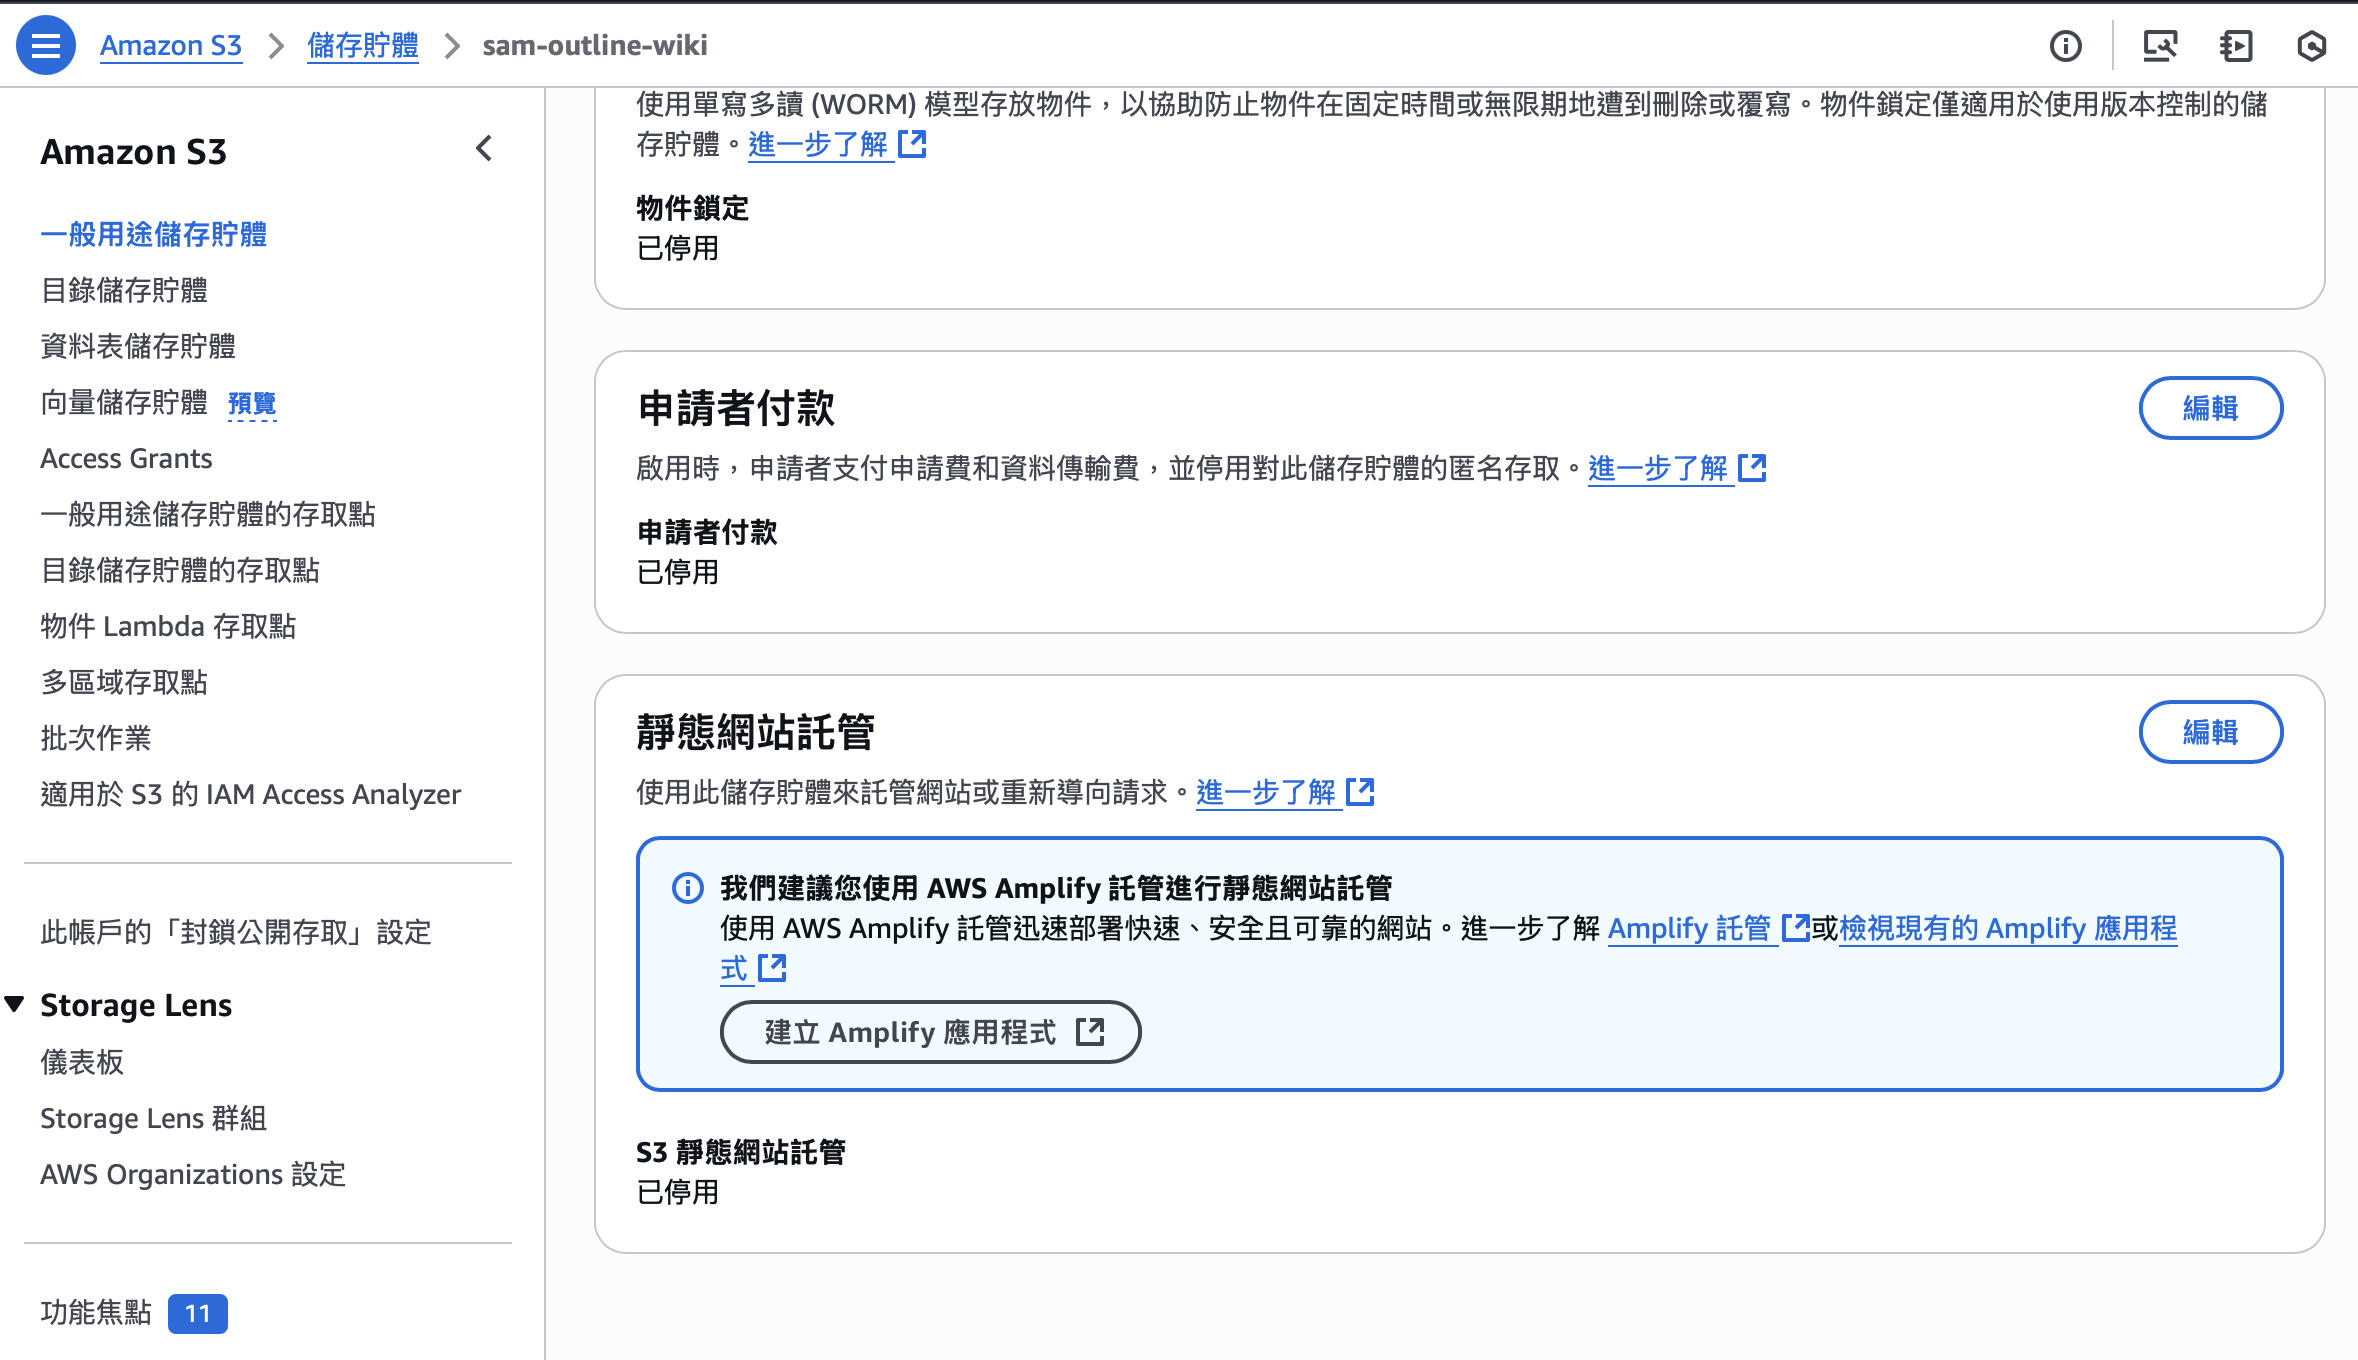 Amazon S3 > 儲存貯體 > sam-outline-wiki
Amazon S3
一般用途儲存貯體
目錄儲存貯體
資料表儲存貯體
向量儲存貯體 預覽
Access Grants
一般用途儲存貯體的存取點
目錄儲存貯體的存取點
物件 Lambda 存取點
多區域存取點
批次作業
適用於 S3 的 IAM Access Analyzer
此帳戶的「封鎖公開存取」設定
Storage Lens
儀表板
Storage Lens 群組
AWS Organizations 設定
功能焦點 11
使用單寫多讀 (WORM) 模型存放物件，以協助防止物件在固定時間或無限期地遭到刪除或覆寫。物件鎖定僅適用於使用版本控制的儲
存貯體。進一步了解
物件鎖定
已停用
申請者付款
編輯
啟用時，申請者支付申請費和資料傳輸費，並停用對此儲存貯體的匿名存取。進一步了解
申請者付款
已停用
靜態網站託管
編輯
使用此儲存貯體來託管網站或重新導向請求。進一步了解
我們建議您使用 AWS Amplify 託管進行靜態網站託管
使用 AWS Amplify 託管迅速部署快速、安全且可靠的網站。進一步了解 Amplify 託管或檢視現有的 Amplify 應用程
式
建立 Amplify 應用程式
S3 靜態網站託管
已停用